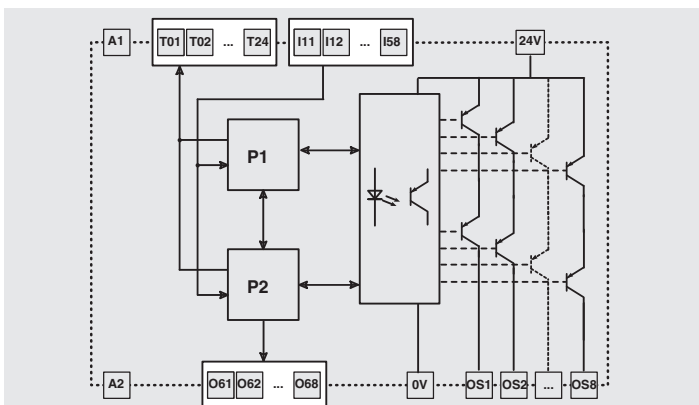 A1 T01 T02 ... T24 I11 I12 ... I58 24V
P1
P2
A2 O61 O62 ... O68 0V OS1 OS2 ... OS8